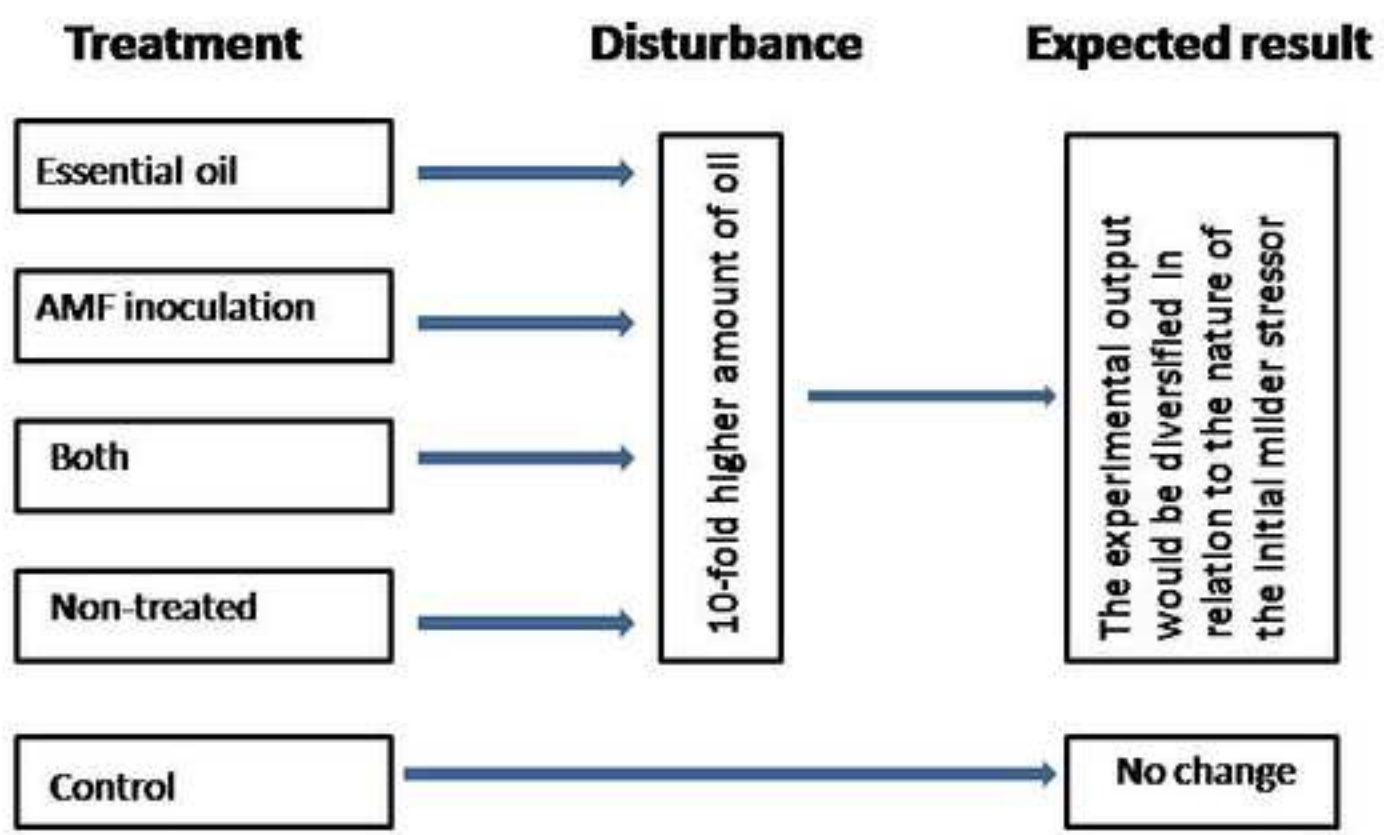 Treatment
Disturbance
Expected result
Essential oil
AMF inoculation
Both
Non-treated
Control
10-fold higher amount of oil
The experimental output
would be diversified in
relation to the nature of
the initial milder stressor
No change